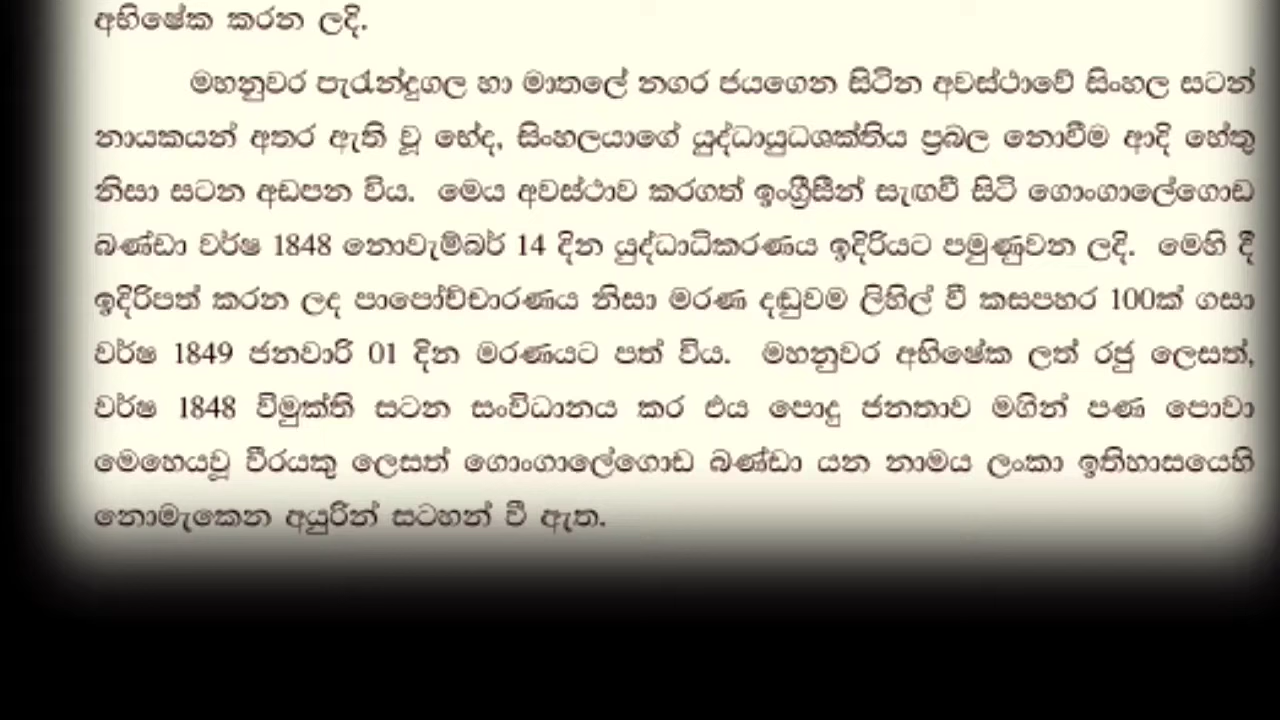 අභිෂේක කරන ලදි.
මහනුවර පැරැන්දුගල හා මාතලේ නගර ජයගෙන සිටින අවස්ථාවේ සිංහල සටන්
නායකයන් අතර ඇති වූ භේද, සිංහලයාගේ යුද්ධායුධශක්තිය ප්‍රබල නොවීම ආදි හේතු
නිසා සටන අඩපන විය. මෙය අවස්ථාව කරගත් ඉංග්‍රීසීන් සැඟවී සිටි ගොංගාලේගොඩ
බණ්ඩා වර්ෂ 1848 නොවැම්බර් 14 දින යුද්ධාධිකරණය ඉදිරියට පමුණුවන ලදි. මෙහි දී
ඉදිරිපත් කරන ලද පාපෝච්චාරණය නිසා මරණ දඬුවම ලිහිල් වී කසපහර 100ක් ගසා
වර්ෂ 1849 ජනවාරි 01 දින මරණයට පත් විය. මහනුවර අභිෂේක ලත් රජු ලෙසත්,
වර්ෂ 1848 විමුක්ති සටන සංවිධානය කර එය පොදු ජනතාව මගින් පණ පොවා
මෙහෙයවූ වීරයකු ලෙසත් ගොංගාලේගොඩ බණ්ඩා යන නාමය ලංකා ඉතිහාසයෙහි
නොමැකෙන අයුරින් සටහන් වී ඇත.